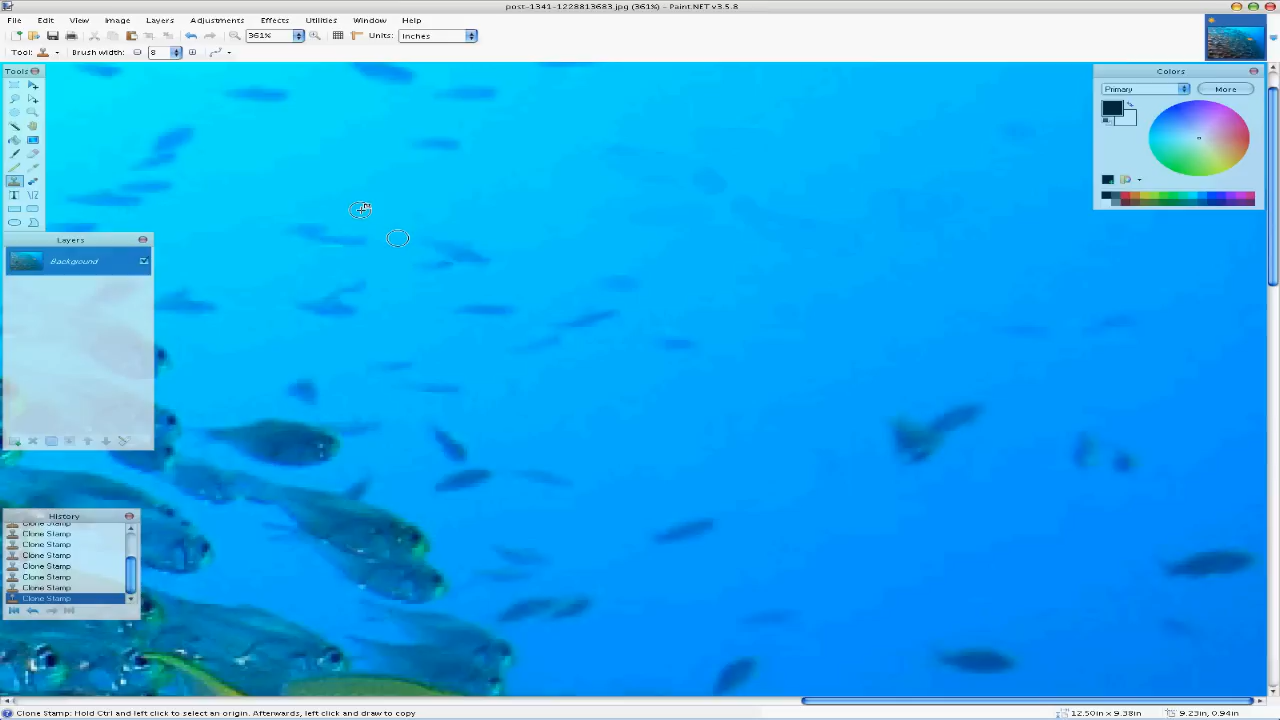 post-1341-1228813683.jpg (361%) - Paint.NET v3.5.8
File Edit View Image Layers Adjustments Effects Utilities Window Help
361% Units: Inches
Tool: Brush width: 8
Tools
Colors
Primary More
Layers
Background
History
Clone Stamp
Clone Stamp
Clone Stamp
Clone Stamp
Clone Stamp
Clone Stamp
Clone Stamp
Clone Stamp
Clone Stamp: Hold Ctrl and left click to select an origin. Afterwards, left click and draw to copy
12.50in x 9.38in 9.23in, 0.94in